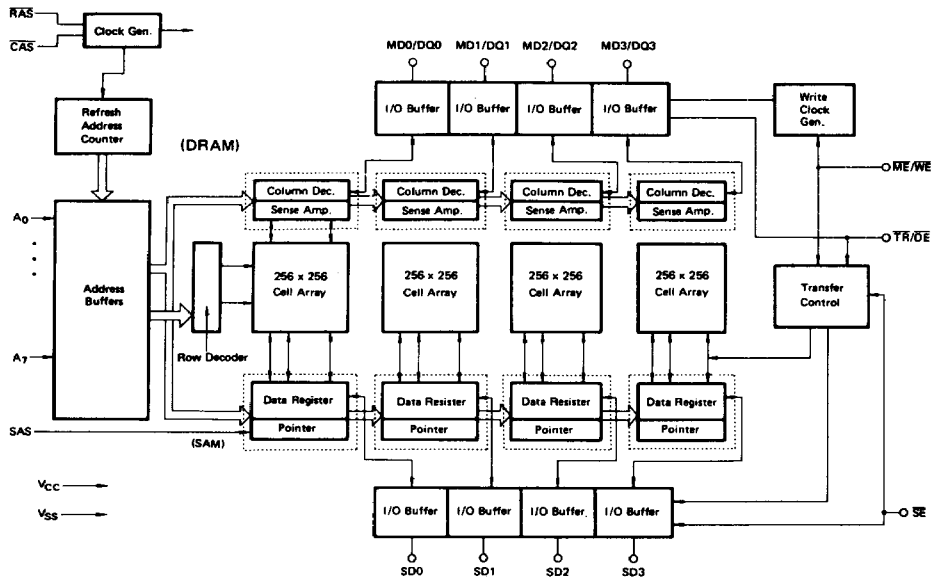 RAS
CAS
Clock Gen.
MD0/DQ0 MD1/DQ1 MD2/DQ2 MD3/DQ3
I/O Buffer I/O Buffer I/O Buffer I/O Buffer
Write
Clock
Gen.
Refresh
Address
Counter
(DRAM)
ME/WE
Column Dec. Column Dec. Column Dec. Column Dec.
Sense Amp. Sense Amp. Sense Amp. Sense Amp.
A0
TR/OE
Address
Buffers
256 x 256
Cell Array
256 x 256
Cell Array
256 x 256
Cell Array
256 x 256
Cell Array
Transfer
Control
A7
Row Decoder
Data Register Data Resister Data Resister Data Register
Pointer Pointer Pointer Pointer
SAS
(SAM)
VCC
VSS
I/O Buffer I/O Buffer I/O Buffer I/O Buffer
SE
SD0 SD1 SD2 SD3